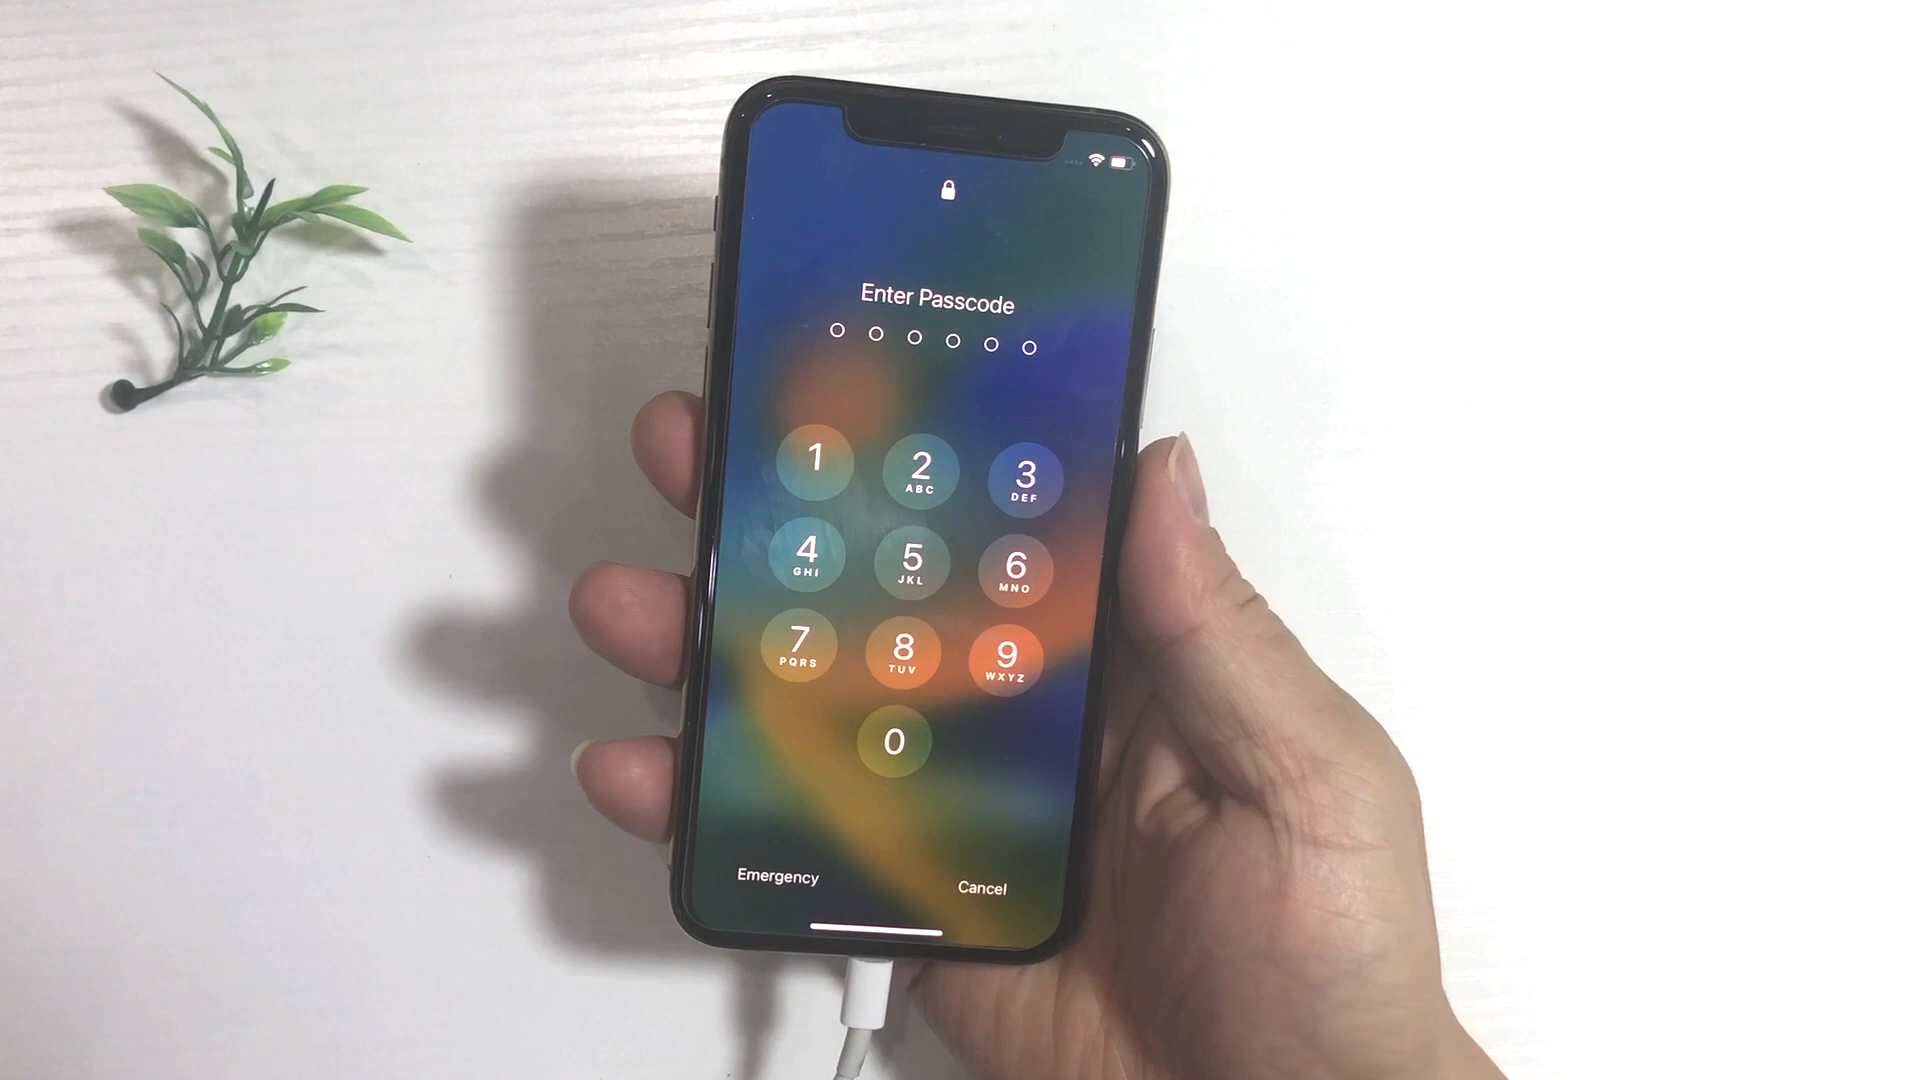 Enter Passcode
1
2
ABC
3
DEF
4
GHI
5
JKL
6
MNO
7
PQRS
8
TUV
9
WXYZ
0
Emergency
Cancel